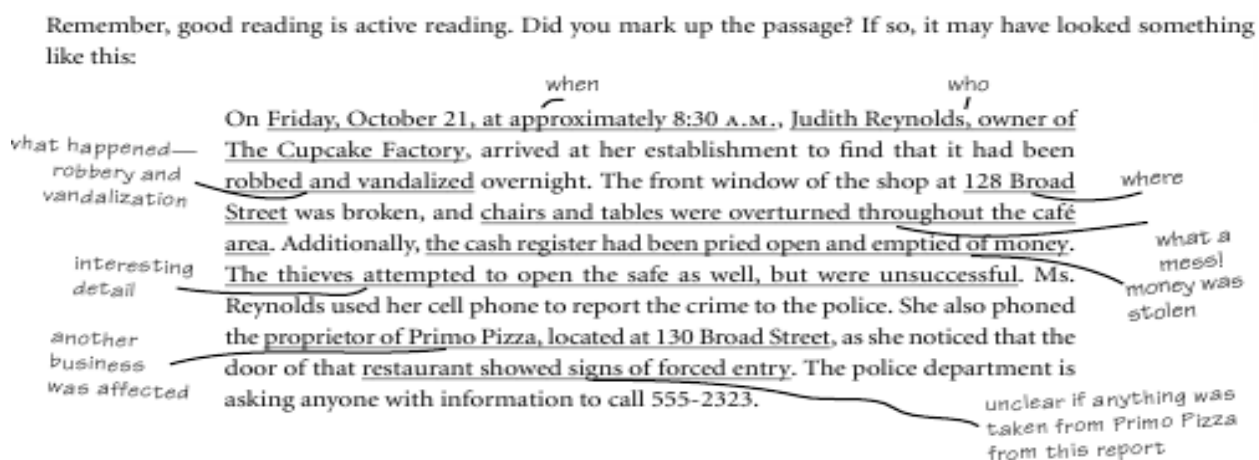 Remember, good reading is active reading. Did you mark up the passage? If so, it may have looked something
like this:
when
who
On Friday, October 21, at approximately 8:30 A.M., Judith Reynolds, owner of
The Cupcake Factory, arrived at her establishment to find that it had been
robbed and vandalized overnight. The front window of the shop at 128 Broad
Street was broken, and chairs and tables were overturned throughout the café
area. Additionally, the cash register had been pried open and emptied of money.
The thieves attempted to open the safe as well, but were unsuccessful. Ms.
Reynolds used her cell phone to report the crime to the police. She also phoned
the proprietor of Primo Pizza, located at 130 Broad Street, as she noticed that the
door of that restaurant showed signs of forced entry. The police department is
asking anyone with information to call 555-2323.
what happened—
robbery and
vandalization
interesting
detail
another
business
was affected
where
what a
mess!
money was
stolen
unclear if anything was
taken from Primo Pizza
from this report